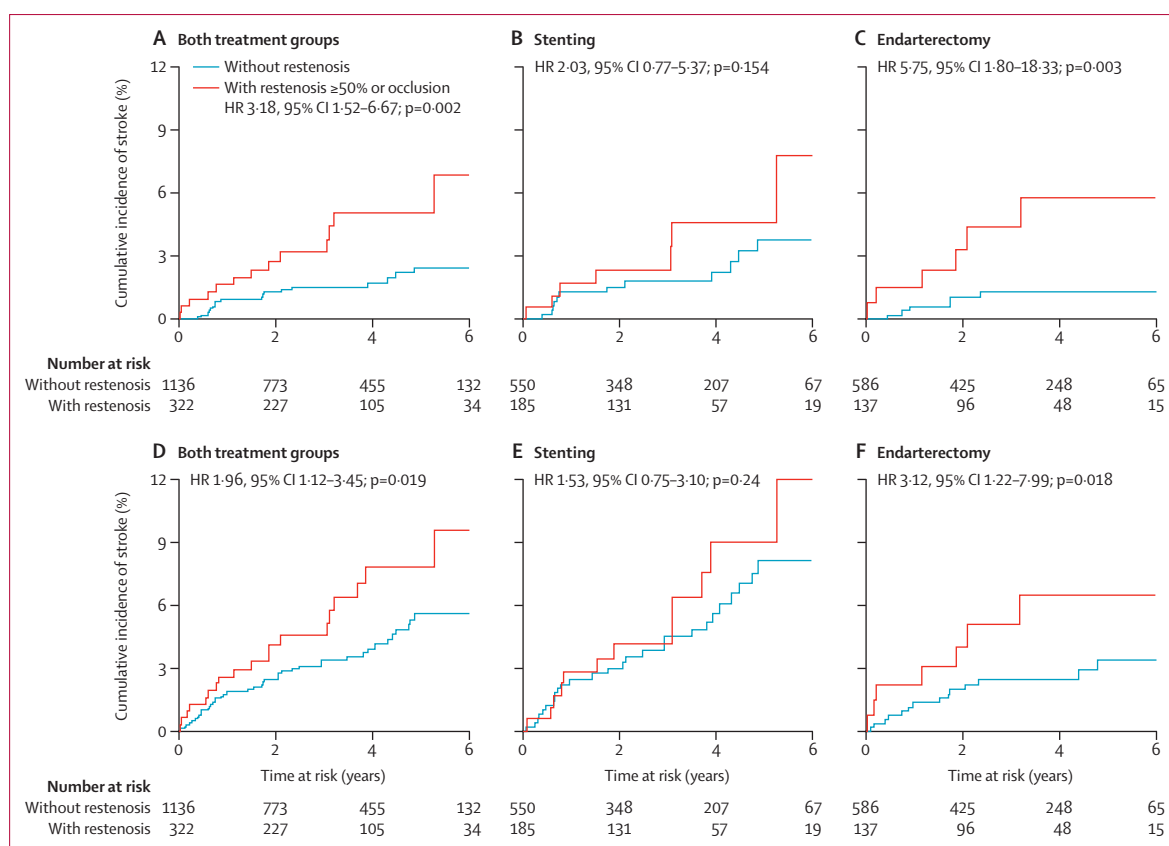 A Both treatment groups
Without restenosis
With restenosis ≥50% or occlusion
HR 3·18, 95% CI 1·52–6·67; p=0·002
B Stenting
HR 2·03, 95% CI 0·77–5·37; p=0·154
C Endarterectomy
HR 5·75, 95% CI 1·80–18·33; p=0·003
Cumulative incidence of stroke (%)
12
9
6
3
0
0 2 4 6
0 2 4 6
0 2 4 6
Number at risk
Without restenosis 1136 773 455 132 550 348 207 67 586 425 248 65
With restenosis 322 227 105 34 185 131 57 19 137 96 48 15
D Both treatment groups
HR 1·96, 95% CI 1·12–3·45; p=0·019
E Stenting
HR 1·53, 95% CI 0·75–3·10; p=0·24
F Endarterectomy
HR 3·12, 95% CI 1·22–7·99; p=0·018
Cumulative incidence of stroke (%)
12
9
6
3
0
0 2 4 6
0 2 4 6
0 2 4 6
Time at risk (years)
Time at risk (years)
Time at risk (years)
Number at risk
Without restenosis 1136 773 455 132 550 348 207 67 586 425 248 65
With restenosis 322 227 105 34 185 131 57 19 137 96 48 15